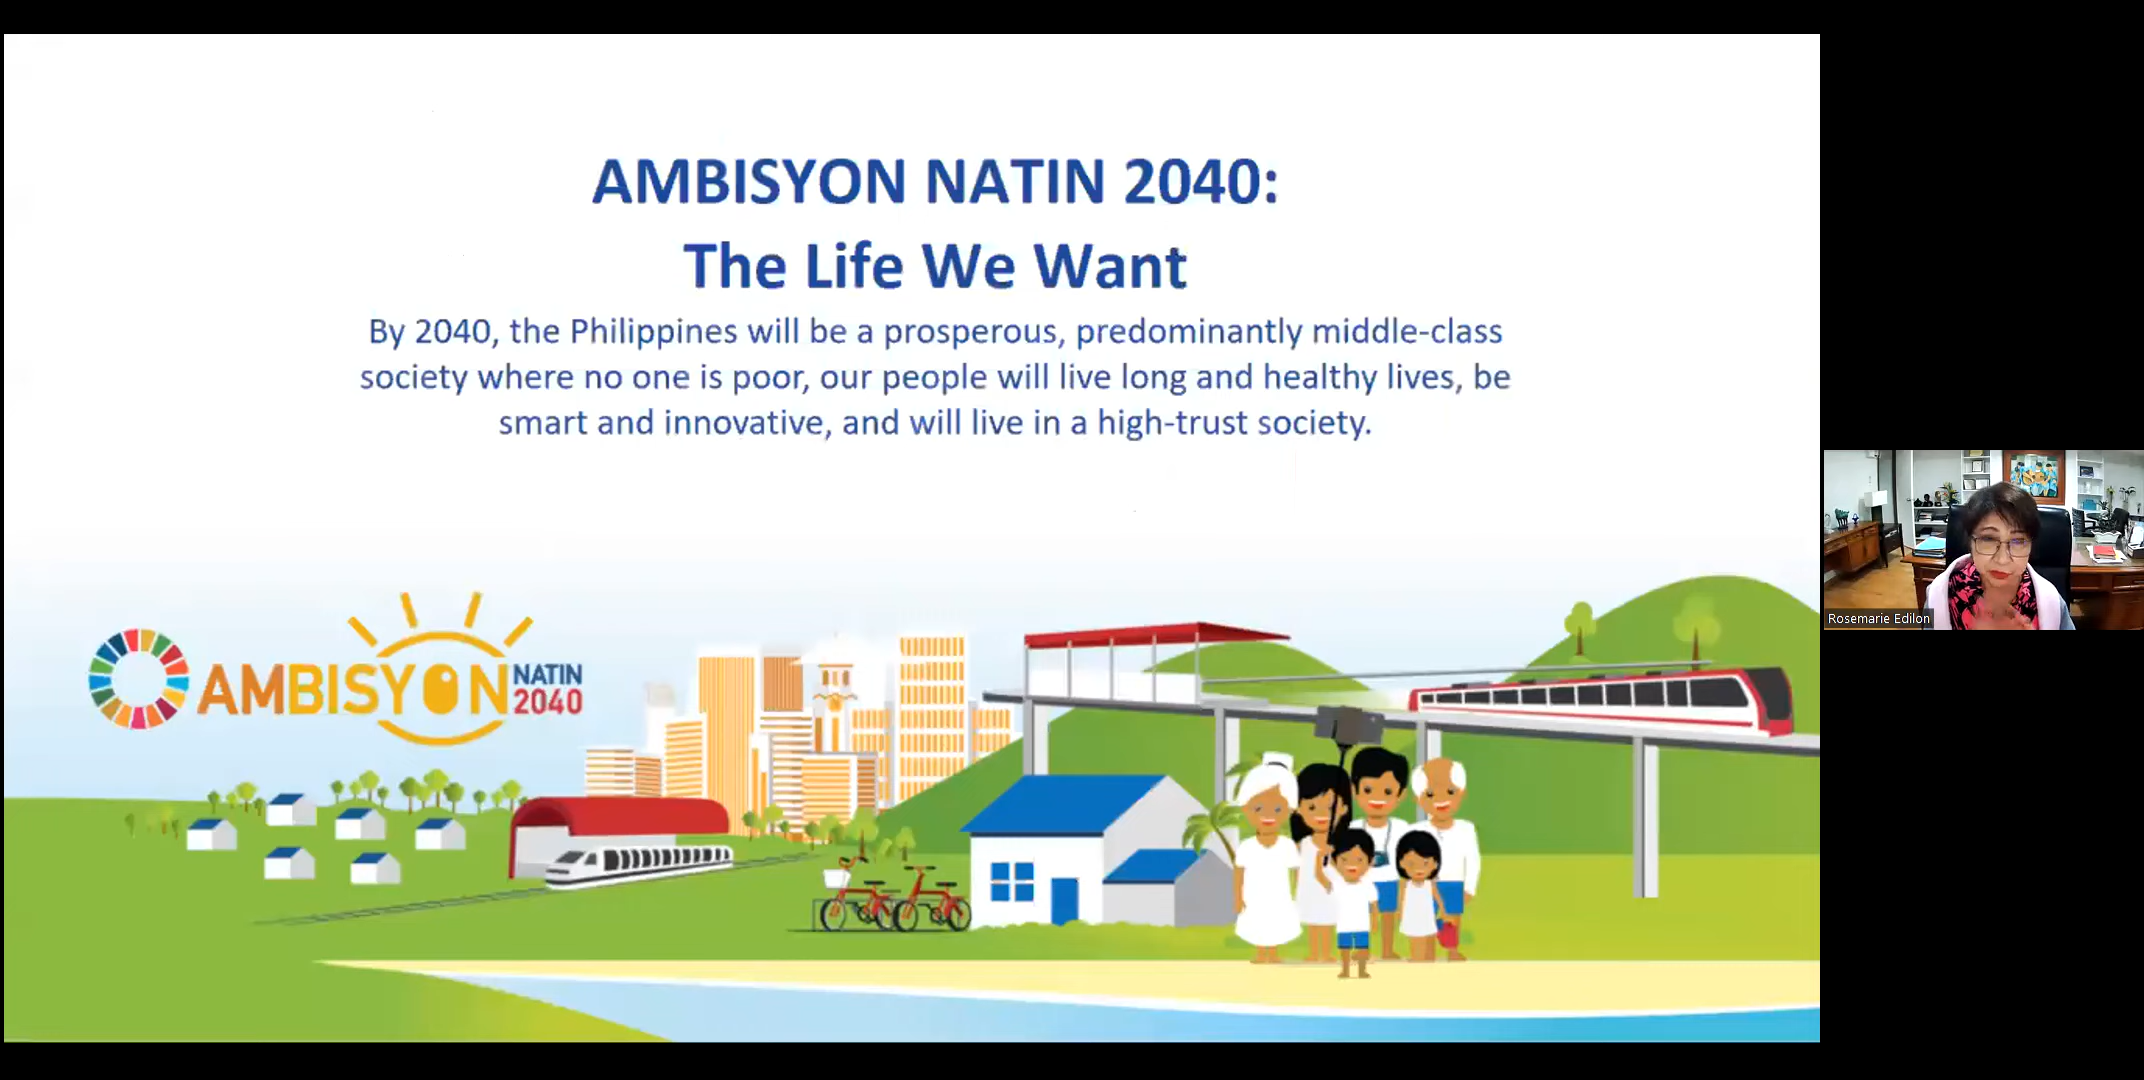 AMBISYON NATIN 2040:
The Life We Want
By 2040, the Philippines will be a prosperous, predominantly middle-class
society where no one is poor, our people will live long and healthy lives, be
smart and innovative, and will live in a high-trust society.
AMBISYON NATIN 2040
Rosemarie Edilon